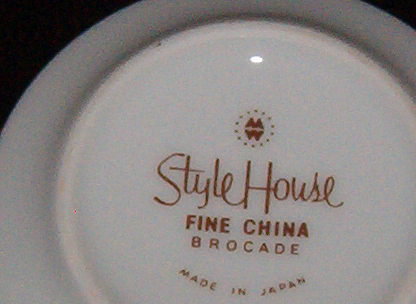 Style House
FINE CHINA
BROCADE
MADE IN JAPAN